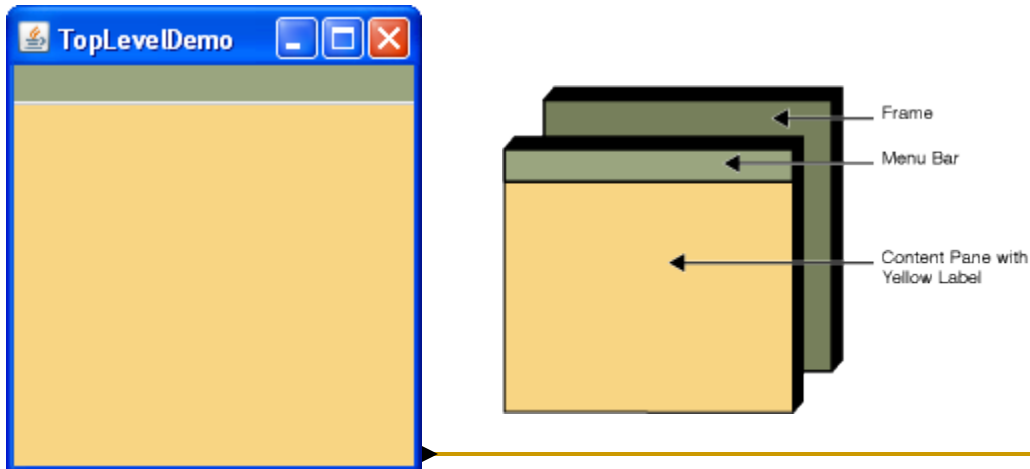 TopLevelDemo
Frame
Menu Bar
Content Pane with
Yellow Label